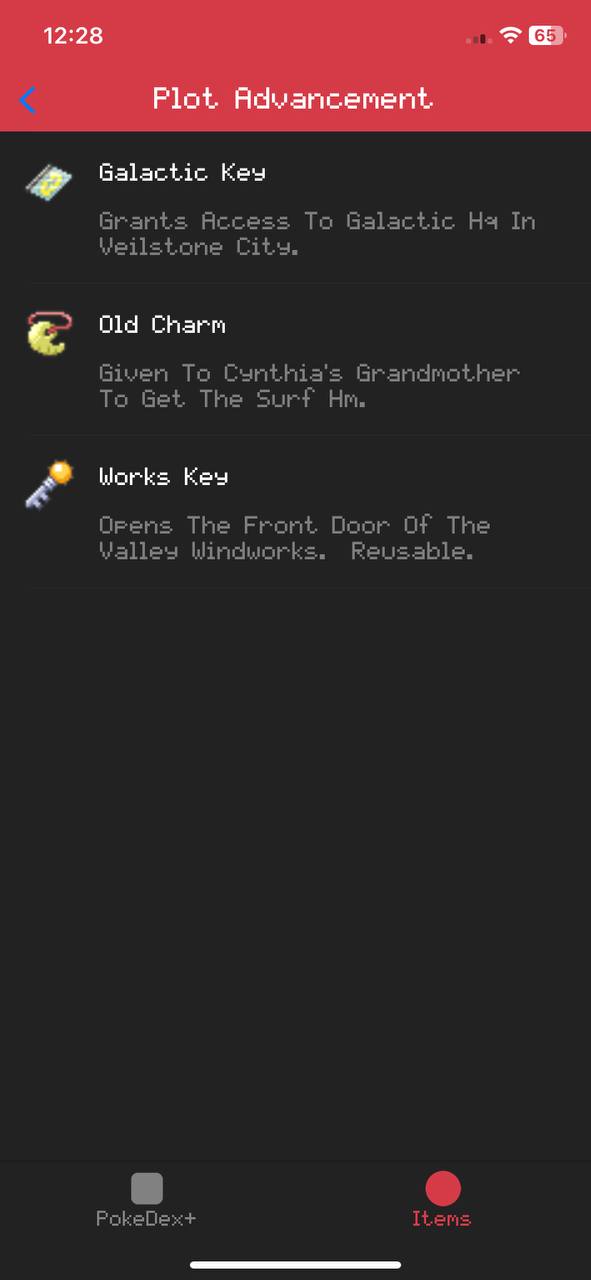 12:28
65
Plot Advancement
Galactic Key
Grants Access To Galactic Hq In
Veilstone City.
Old Charm
Given To Cynthia's Grandmother
To Get The Surf Hm.
Works Key
Opens The Front Door Of The
Valley Windworks.  Reusable.
PokeDex+
Items